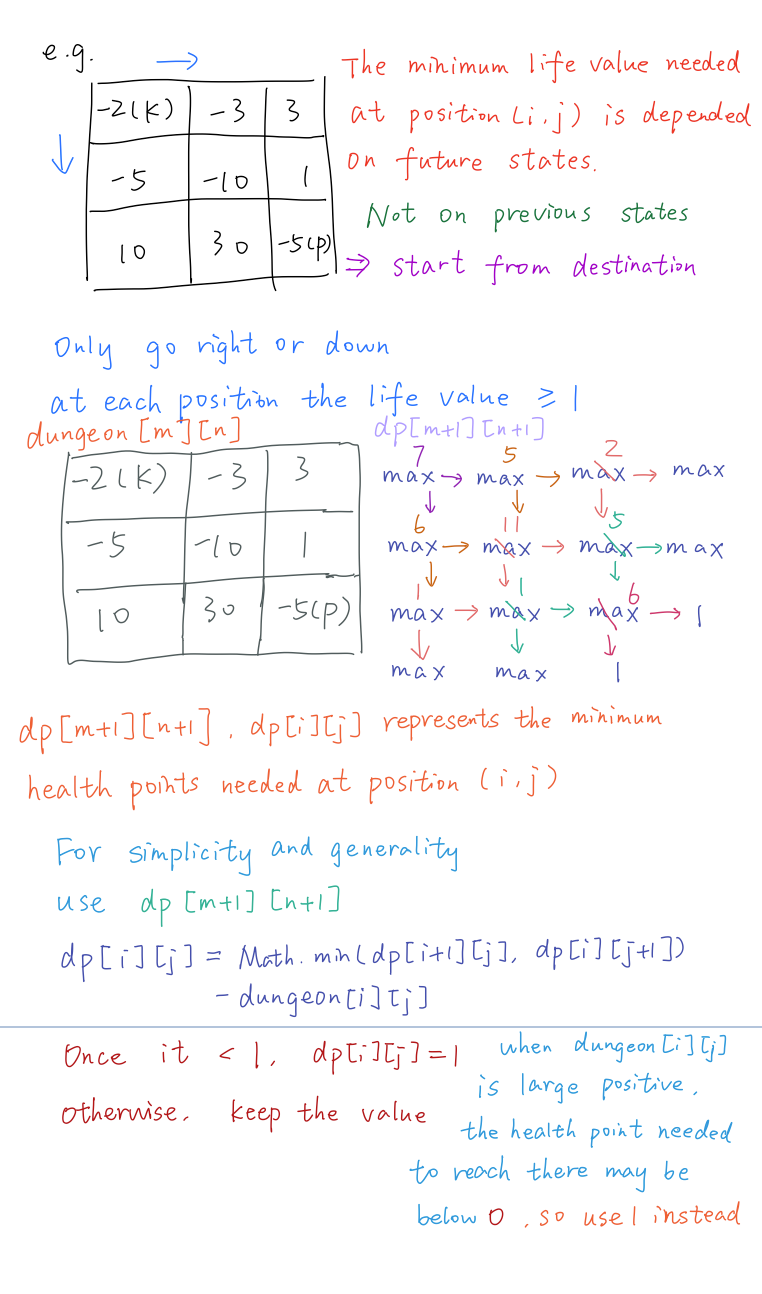 e.g. →
-2(K) -3 3
-5 -10 1
10 30 -5(p)
The minimum life value needed
at position (i,j) is depended
on future states.
Not on previous states
⇒ start from destination
Only go right or down
at each position the life value ≥ 1
dungeon[m][n]
-2(K) -3 3
-5 -10 1
10 30 -5(P)
dp[m+1][n+1]
7 5 2
max → max → max → max
6 11 5
max → max → max → max
1 1 6
max → max → max → 1
max max 1
dp[m+1][n+1]. dp[i][j] represents the minimum
health points needed at position (i,j)
For simplicity and generality
use dp [m+1][n+1]
dp[i][j] = Math.min(dp[i+1][j], dp[i][j+1])
- dungeon[i][j]
Once it < 1, dp[i][j]=1
otherwise. keep the value
when dungeon[i][j]
is large positive,
the health point needed
to reach there may be
below 0, so use 1 instead